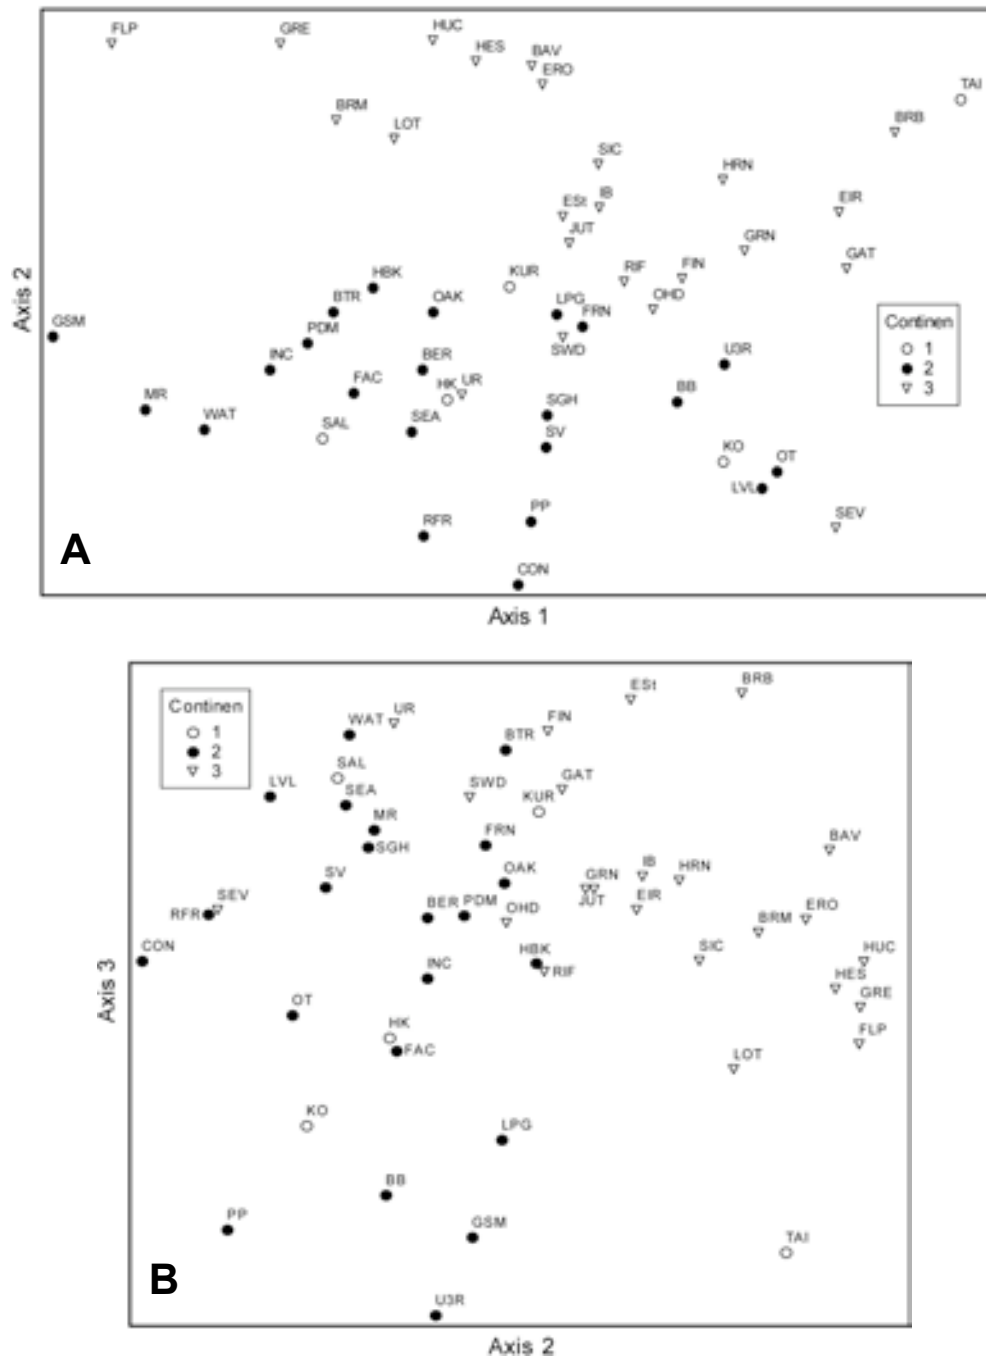 FLP GRE HUC
HES BAV
ERO
TAI
BRM BRB
LOT
SIC
HRN
IB EIR
ESt
JUT GRN
GAT
HBK KUR RIF FIN
BTR OAK LPG OHD
GSM PDM FRN
SWD
INC BER U3R
FAC HK UR BB
MR WAT SAL SEA SGH
SV KO OT
LVL
RFR PP SEV
CON
Continen
1
2
3
A
Axis 2
Axis 1
Continen
1
2
3
ESt BRB
WAT UR FIN
BTR
SAL SWD GAT
LVL SEA KUR
MR FRN BAV
SGH
SV OAK GRN IB HRN
JUT EIR
SEV BER PDM OHD BRM ERO
RFR
CON HBK SIC HUC
INC RIF HES
GRE
OT HK FLP
FAC LOT
KO LPG
BB
PP GSM TAI
U3R
B
Axis 3
Axis 2